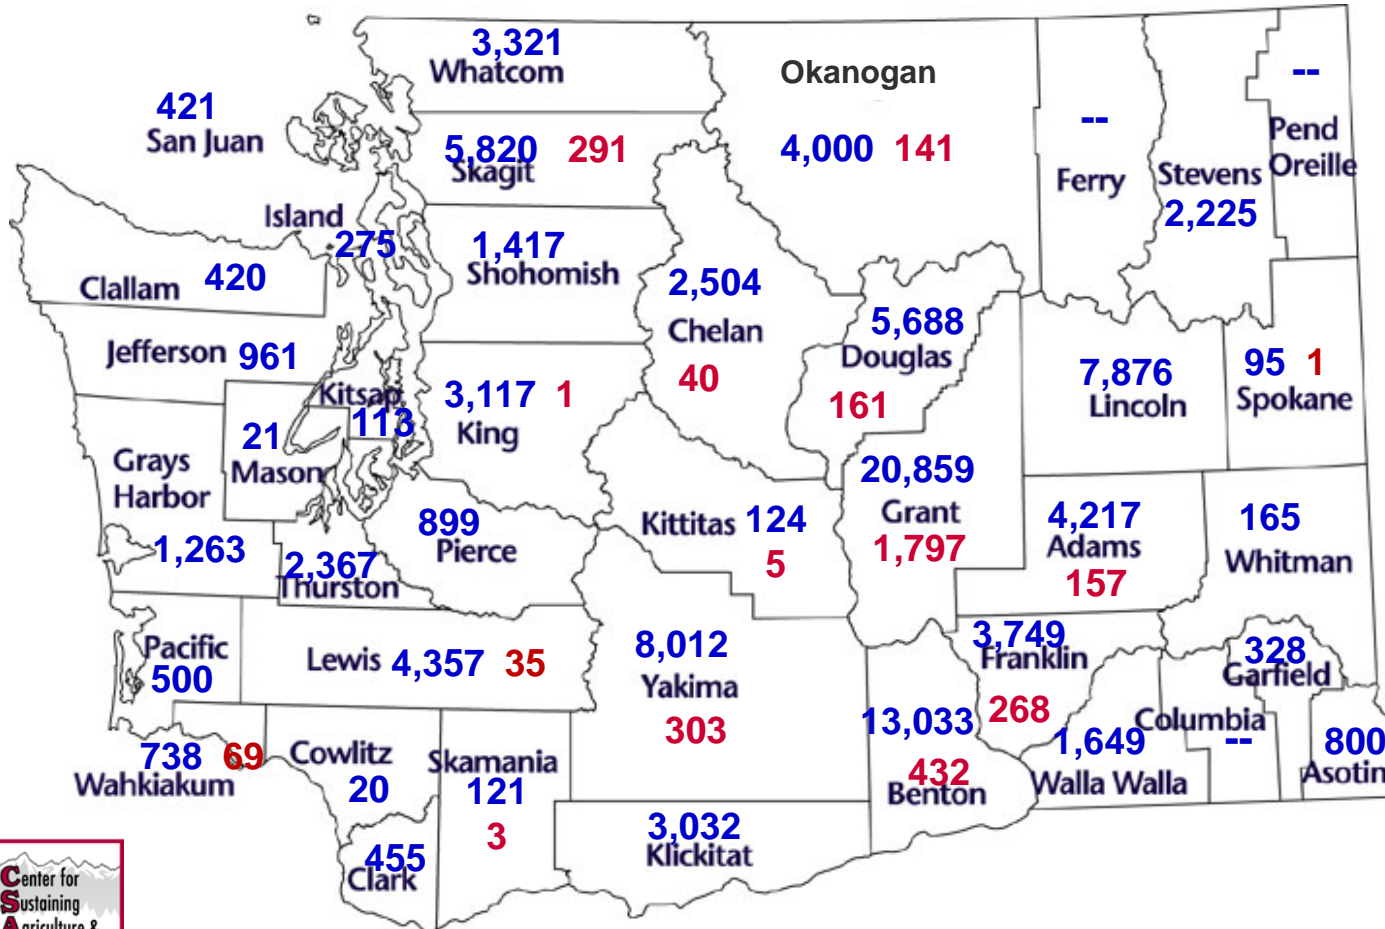 3,321
Whatcom
Okanogan
4,000 141
--
Ferry
Stevens
2,225
--
Pend
Oreille
421
San Juan
5,820 291
Skagit
Island
275
1,417
Shohomish
Clallam 420
2,504
Chelan
40
5,688
Douglas
161
7,876
Lincoln
95 1
Spokane
Jefferson 961
Kitsap
113
3,117 1
King
21
Mason
Grays
Harbor
1,263
20,859
Grant
1,797
Kittitas 124
5
4,217
Adams
157
165
Whitman
899
Pierce
2,367
Thurston
Pacific
500
Lewis 4,357 35
8,012
Yakima
303
3,749
Franklin
268
328
Garfield
13,033
432
Benton
1,649
Walla Walla
Columbia
--
800
Asotin
738 69
Wahkiakum
Cowlitz
20
Skamania
121
3
3,032
Klickitat
455
Clark
Center for
Sustaining
Agriculture &